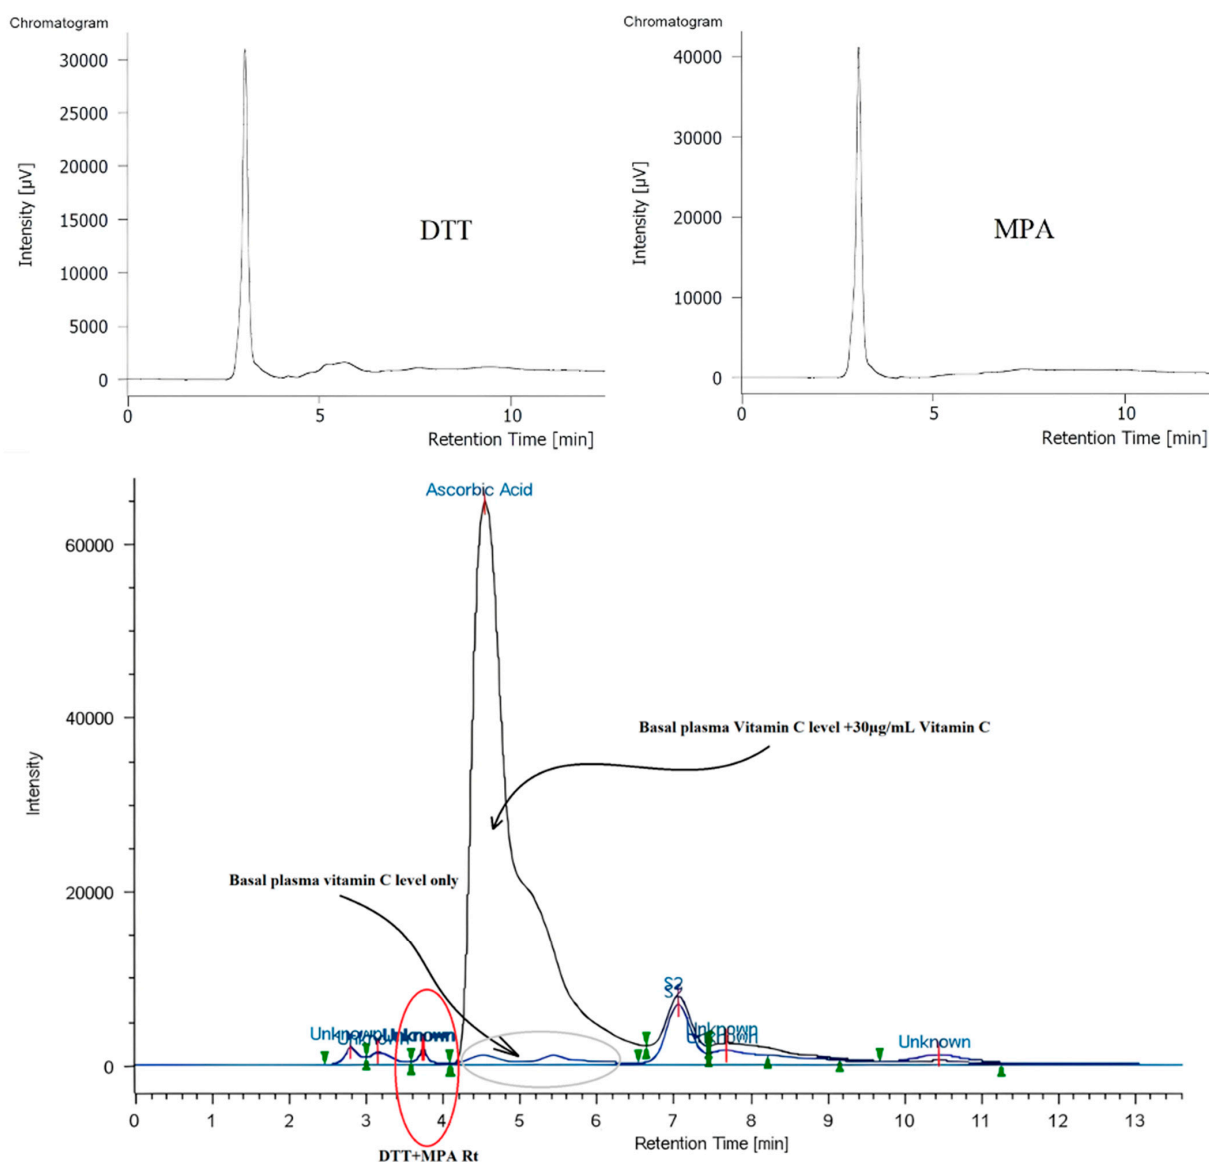 Chromatogram
30000
25000
20000
15000
10000
5000
0
Intensity [µV]
DTT
0 5 10
Retention Time [min]
Chromatogram
40000
30000
20000
10000
0
Intensity [µV]
MPA
0 5 10
Retention Time [min]
Ascorbic Acid
60000
40000
20000
0
Intensity
Basal plasma Vitamin C level +30µg/mL Vitamin C
Basal plasma vitamin C level only
S2
Unknown
Unknown
Unknown
Unknown
0 1 2 3 4 5 6 7 8 9 10 11 12 13
Retention Time [min]
DTT+MPA Rt